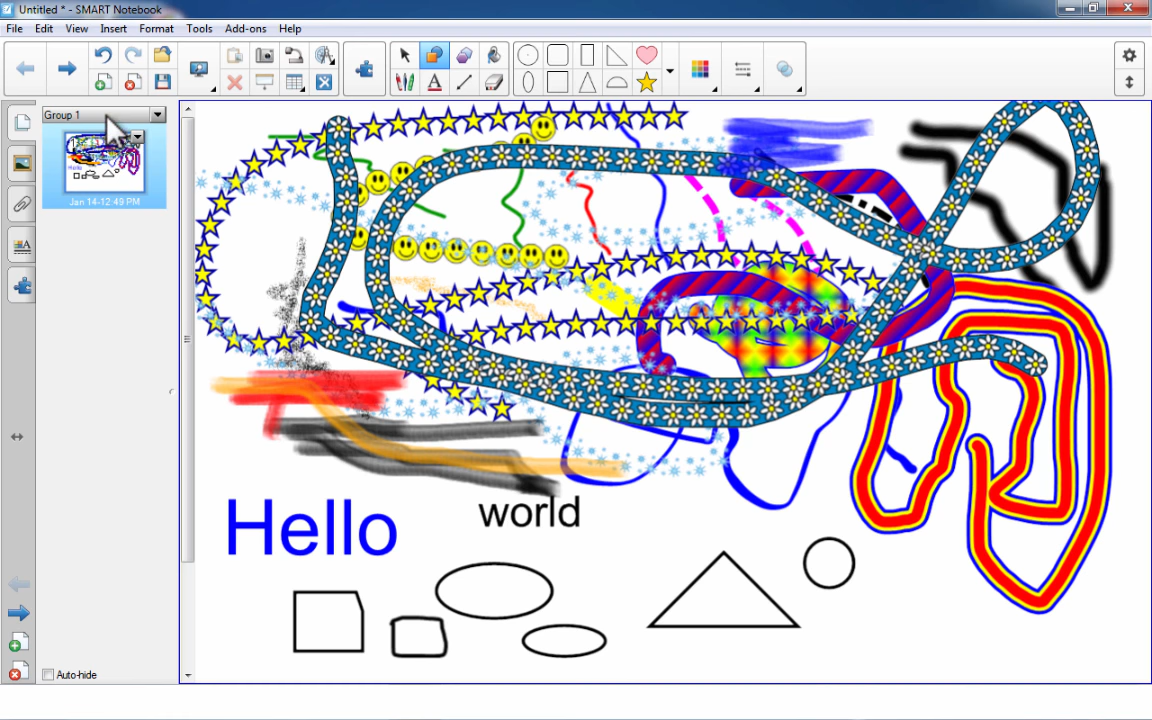 Untitled * - SMART Notebook
File Edit View Insert Format Tools Add-ons Help
Group 1
Jan 14-12:49 PM
Hello
world
Auto-hide